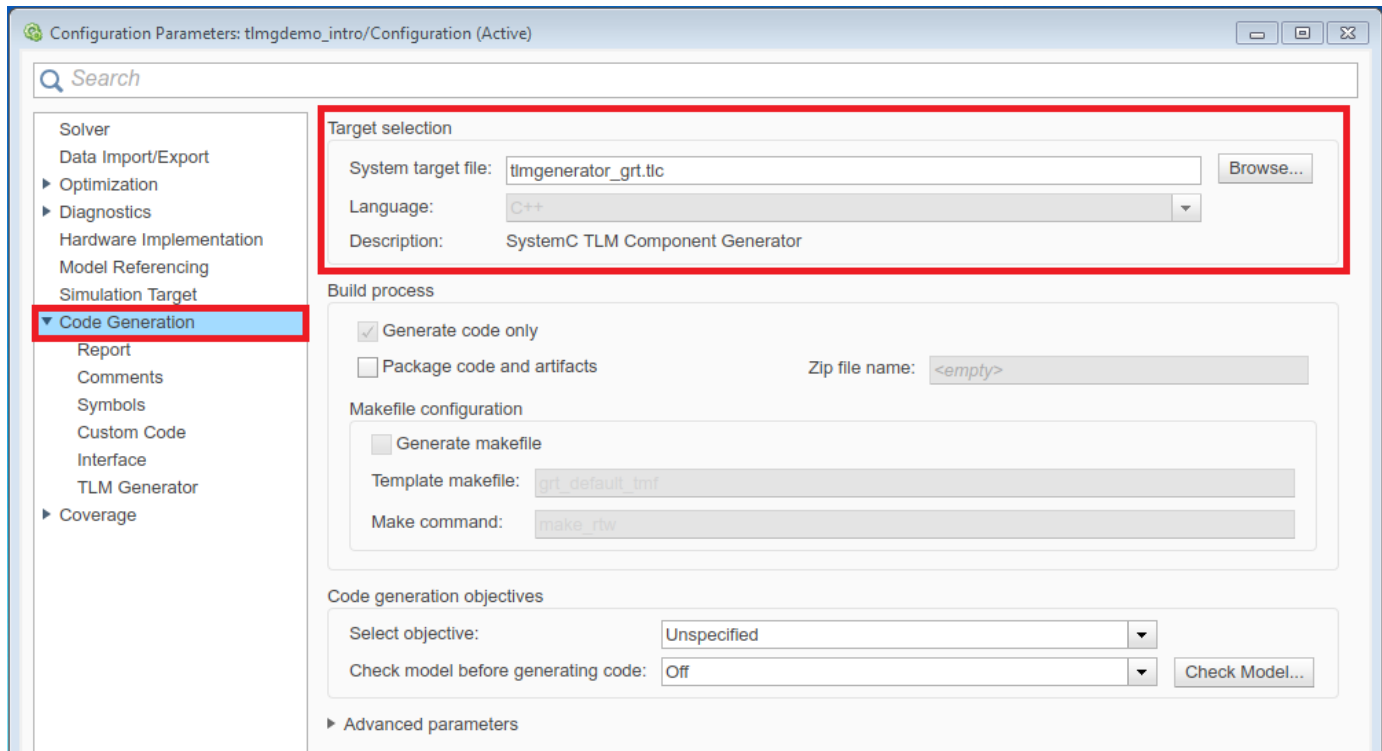 Configuration Parameters: tlmgdemo_intro/Configuration (Active)
Search
Solver
Data Import/Export
Optimization
Diagnostics
Hardware Implementation
Model Referencing
Simulation Target
Code Generation
Report
Comments
Symbols
Custom Code
Interface
TLM Generator
Coverage
Target selection
System target file: tlmgenerator_grt.tlc Browse...
Language: C++
Description: SystemC TLM Component Generator
Build process
Generate code only
Package code and artifacts Zip file name: <empty>
Makefile configuration
Generate makefile
Template makefile: grt_default_tmf
Make command: make_rtw
Code generation objectives
Select objective: Unspecified
Check model before generating code: Off Check Model...
Advanced parameters